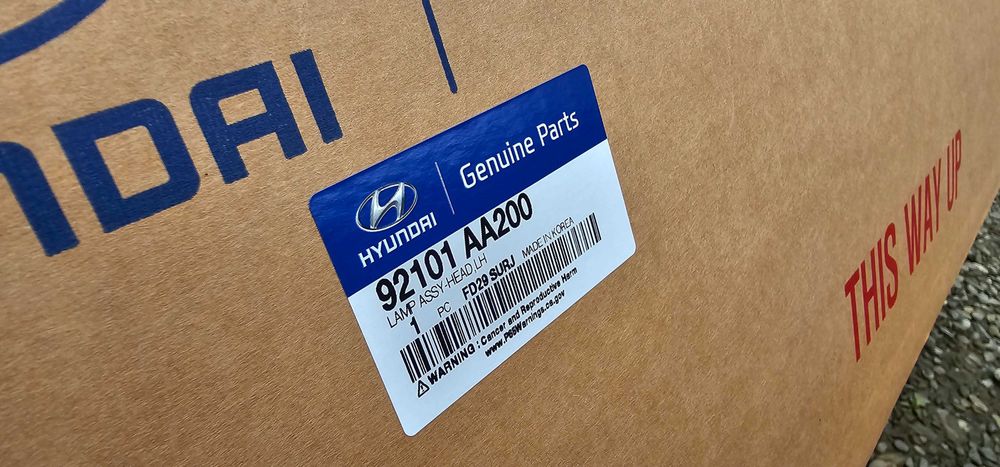 NDAI
HYUNDAI
Genuine Parts
92101 AA200
LAMP ASSY-HEAD,LH
1 PC FD29 SURJ MADE IN KOREA
⚠WARNING : Cancer and Reproductive Harm
www.P65Warnings.ca.gov
THIS WAY UP